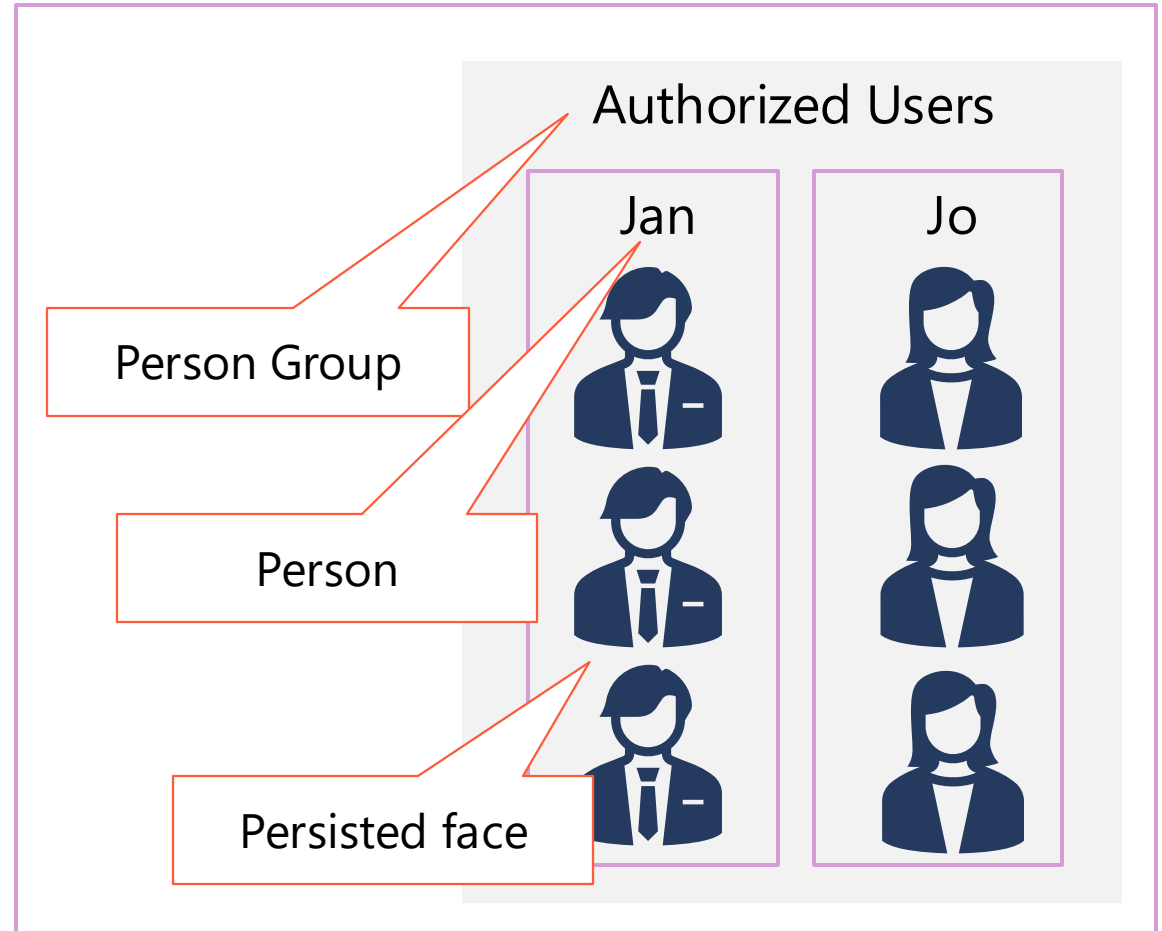 Authorized Users
Jan
Jo
Person Group
Person
Persisted face